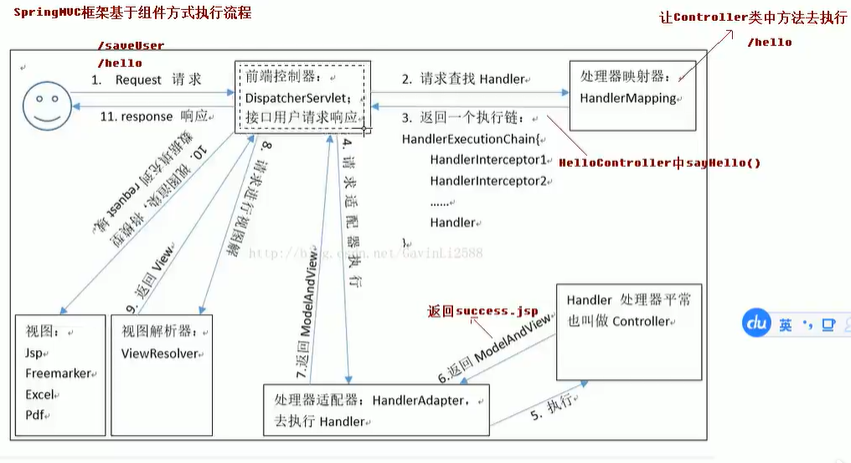 SpringMVC框架基于组件方式执行流程
让Controller类中方法去执行
/saveUser
/hello
/hello
1. Request 请求
前端控制器：
DispatcherServlet；
接口用户请求响应
2. 请求查找 Handler
处理器映射器：
HandlerMapping
11. response 响应
3. 返回一个执行链：
HandlerExecutionChain{
HandlerInterceptor1
HandlerInterceptor2
……
Handler
}
HelloController中sayHello()
10. 视图渲染，将模型
数据填充到 request 域。
9. 返回 View
8. 请求进行视图解
4. 请求适配器执行
7.返回 ModelAndView
http://blog.csdn.net/GavinLi2588
返回success.jsp
6.返回 ModelAndView
5. 执行
Handler 处理器平常
也叫做 Controller
视图：
Jsp
Freemarker
Excel
Pdf
视图解析器：
ViewResolver
处理器适配器：HandlerAdapter，
去执行 Handler
du 英